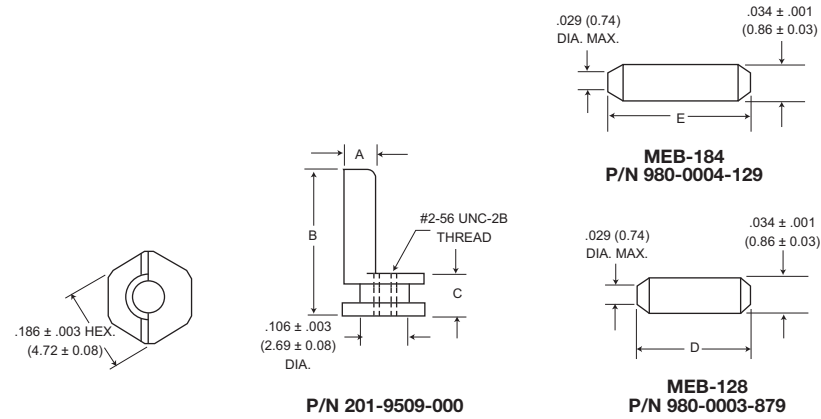 .186 ± .003 HEX.
(4.72 ± 0.08)
A
B
#2-56 UNC-2B
THREAD
C
.106 ± .003
(2.69 ± 0.08)
DIA.
P/N 201-9509-000
.029 (0.74)
DIA. MAX.
.034 ± .001
(0.86 ± 0.03)
E
MEB-184
P/N 980-0004-129
.029 (0.74)
DIA. MAX.
.034 ± .001
(0.86 ± 0.03)
D
MEB-128
P/N 980-0003-879